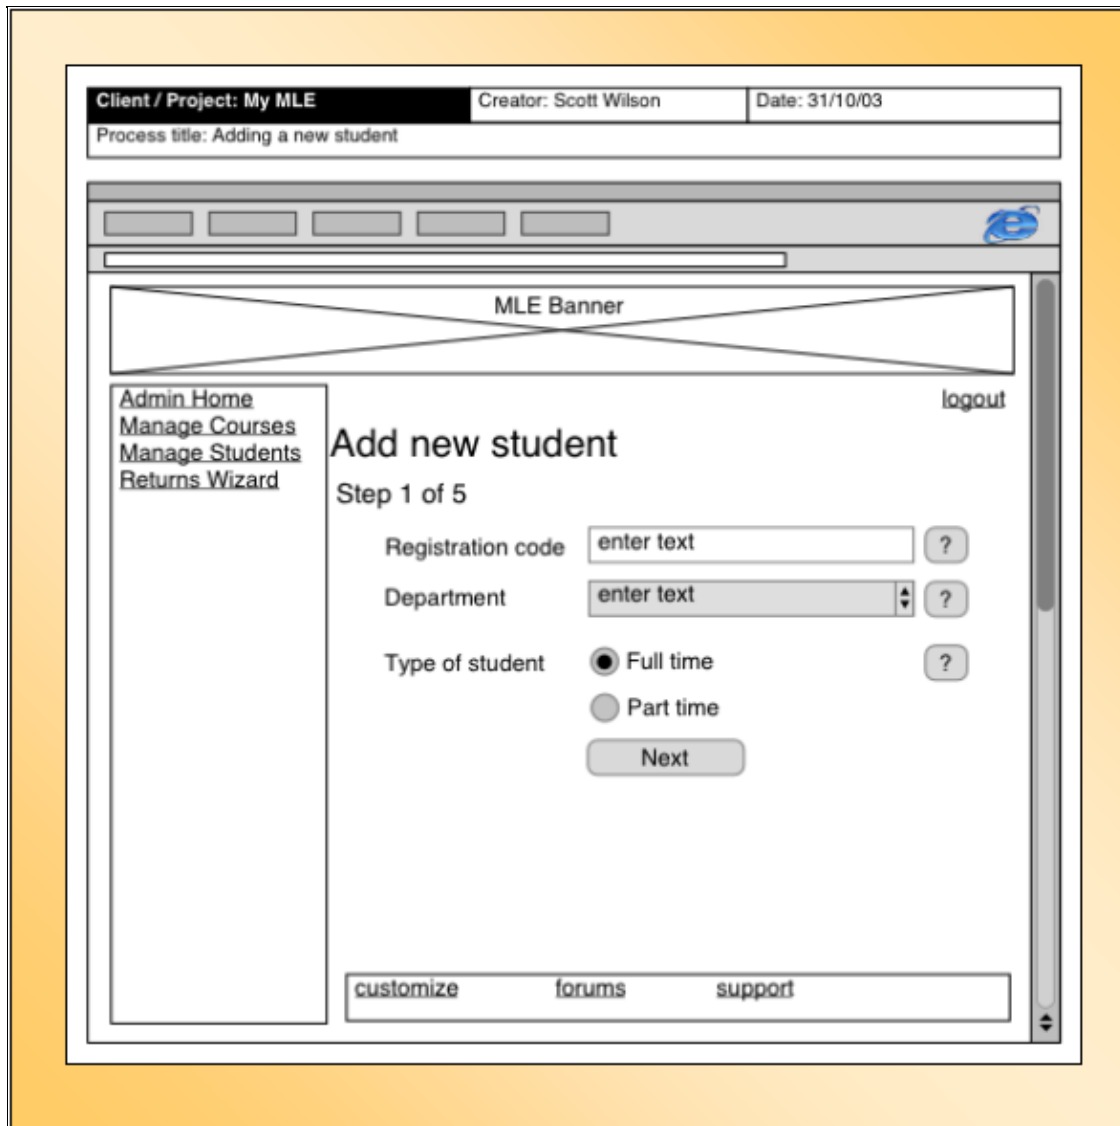 Client / Project: My MLE Creator: Scott Wilson Date: 31/10/03
Process title: Adding a new student
MLE Banner
Admin Home
Manage Courses
Manage Students
Returns Wizard
logout
Add new student
Step 1 of 5
Registration code enter text ?
Department enter text ?
Type of student Full time ?
Part time
Next
customize forums support